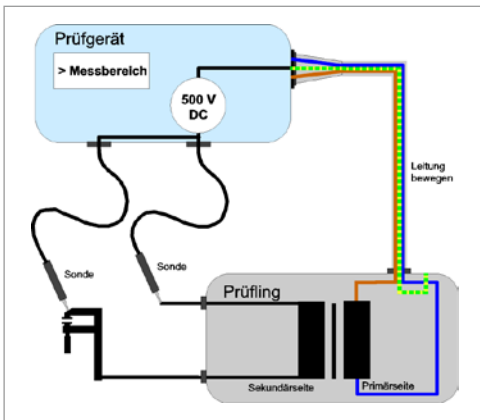 Prüfgerät
> Messbereich
500 V
DC
Leitung
bewegen
Sonde
Sonde
Prüfling
Sekundärseite
Primärseite